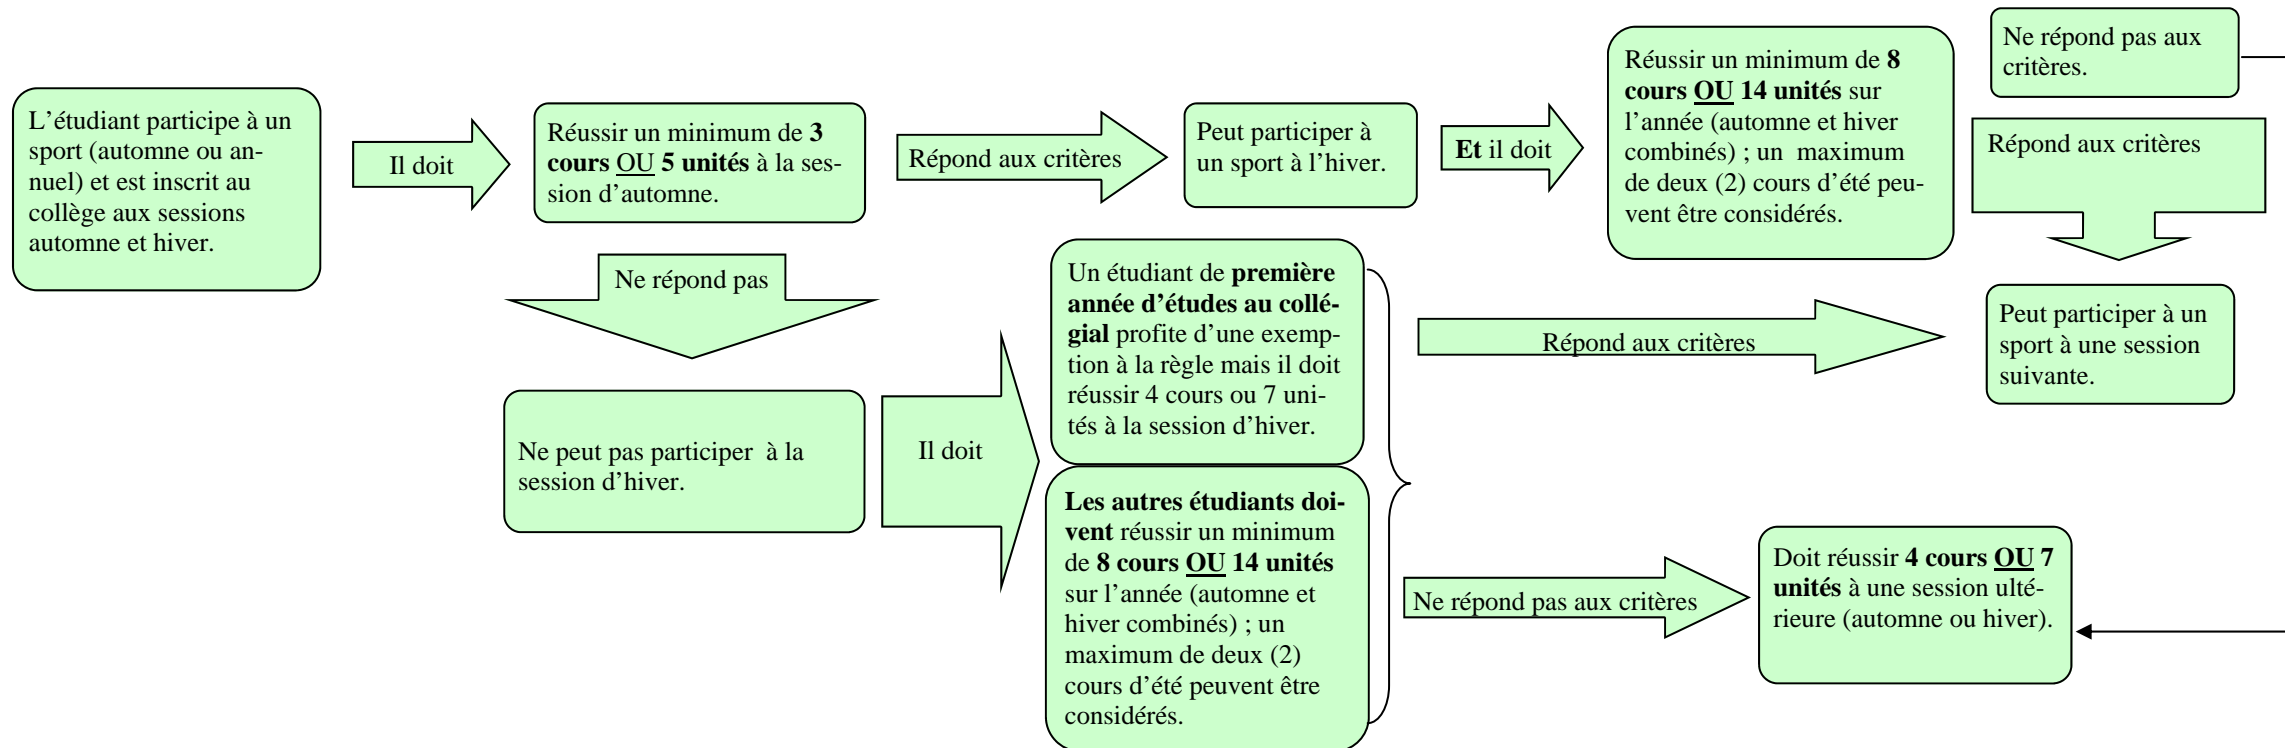 L’étudiant participe à un
sport (automne ou an-
nuel) et est inscrit au
collège aux sessions
automne et hiver.
Il doit
Réussir un minimum de 3
cours OU 5 unités à la ses-
sion d’automne.
Répond aux critères
Peut participer à
un sport à l’hiver.
Et il doit
Réussir un minimum de 8
cours OU 14 unités sur
l’année (automne et hiver
combinés) ; un maximum
de deux (2) cours d’été peu-
vent être considérés.
Ne répond pas aux
critères.
Répond aux critères
Peut participer à un
sport à une session
suivante.
Ne répond pas
Ne peut pas participer à la
session d’hiver.
Il doit
Un étudiant de première
année d’études au collé-
gial profite d’une exemp-
tion à la règle mais il doit
réussir 4 cours ou 7 uni-
tés à la session d’hiver.
Les autres étudiants doi-
vent réussir un minimum
de 8 cours OU 14 unités
sur l’année (automne et
hiver combinés) ; un
maximum de deux (2)
cours d’été peuvent être
considérés.
Répond aux critères
Ne répond pas aux critères
Doit réussir 4 cours OU 7
unités à une session ulté-
rieure (automne ou hiver).